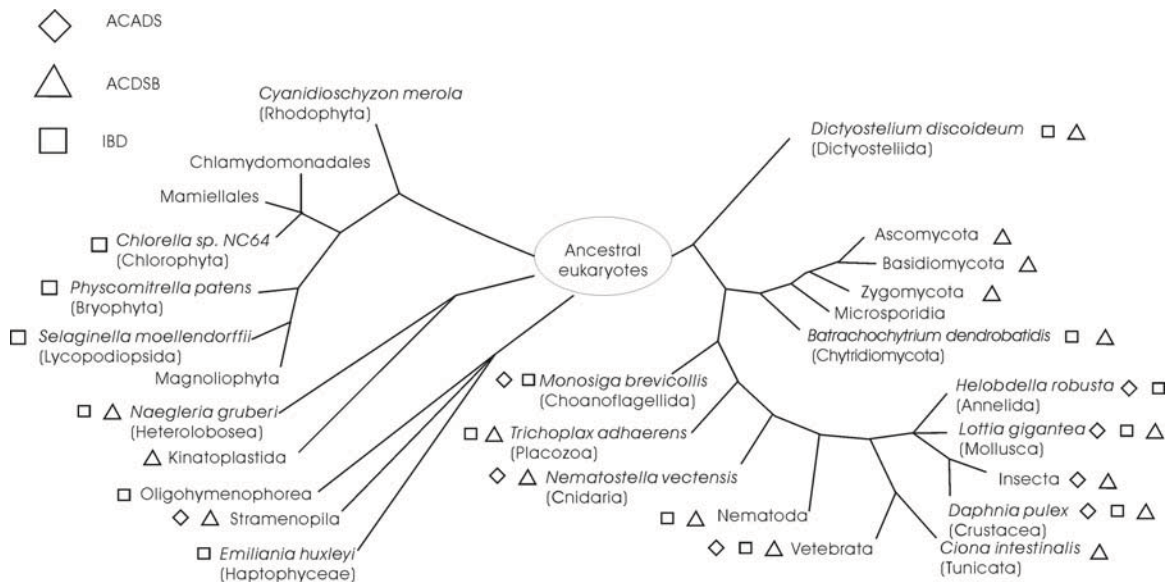 ACADS
ACDSB
IBD
Cyanidioschyzon merola
(Rhodophyta)
Chlamydomonadales
Mamiellales
Chlorella sp. NC64
(Chlorophyta)
Physcomitrella patens
(Bryophyta)
Selaginella moellendorffii
(Lycopodiopsida)
Magnoliophyta
Naegleria gruberi
(Heterolobosea)
Kinatoplastida
Oligohymenophorea
Stramenopila
Emiliania huxleyi
(Haptophyceae)
Ancestral
eukaryotes
Dictyostelium discoideum
(Dictyosteliida)
Ascomycota
Basidiomycota
Zygomycota
Microsporidia
Batrachochytrium dendrobatidis
(Chytridiomycota)
Monosiga brevicollis
(Choanoflagellida)
Trichoplax adhaerens
(Placozoa)
Nematostella vectensis
(Cnidaria)
Nematoda
Vetebrata
Helobdella robusta
(Annelida)
Lottia gigantea
(Mollusca)
Insecta
Daphnia pulex
(Crustacea)
Ciona intestinalis
(Tunicata)